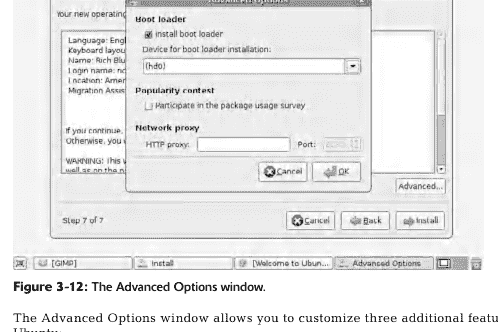 Advanced Options
Your new operating
Boot loader
Install boot loader
Device for boot loader installation:
(hd0)
Popularity contest
Participate in the package usage survey
Network proxy
HTTP proxy:
Port:
Cancel
OK
Language: Engl
Keyboard layou
Name: Rich Blu
Login name:
Location: Amer
Migration Assis
If you continue,
Otherwise, you
WARNING: This
well as on the
Advanced...
Step 7 of 7
Cancel
Back
Install
[GIMP]
Install
[Welcome to Ubun...
Advanced Options
Figure 3-12: The Advanced Options window.
The Advanced Options window allows you to customize three additional featu
Ubuntu